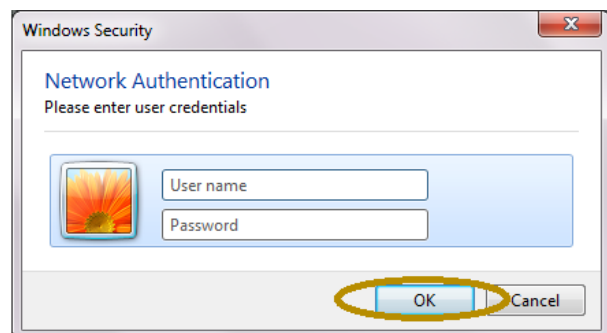 Windows Security
Network Authentication
Please enter user credentials
User name
Password
OK Cancel